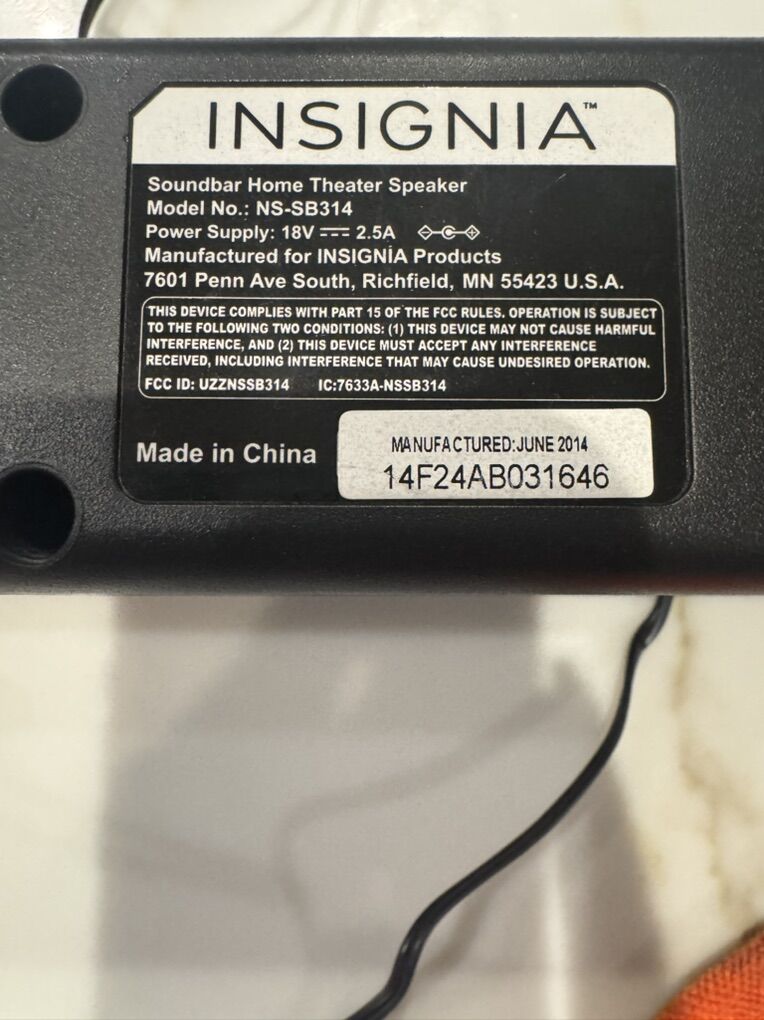 INSIGNIA™
Soundbar Home Theater Speaker
Model No.: NS-SB314
Power Supply: 18V ⎓ 2.5A
Manufactured for INSIGNIA Products
7601 Penn Ave South, Richfield, MN 55423 U.S.A.
THIS DEVICE COMPLIES WITH PART 15 OF THE FCC RULES. OPERATION IS SUBJECT
TO THE FOLLOWING TWO CONDITIONS: (1) THIS DEVICE MAY NOT CAUSE HARMFUL
INTERFERENCE, AND (2) THIS DEVICE MUST ACCEPT ANY INTERFERENCE
RECEIVED, INCLUDING INTERFERENCE THAT MAY CAUSE UNDESIRED OPERATION.
FCC ID: UZZNSSB314 IC:7633A-NSSB314
Made in China
MANUFACTURED:JUNE 2014
14F24AB031646